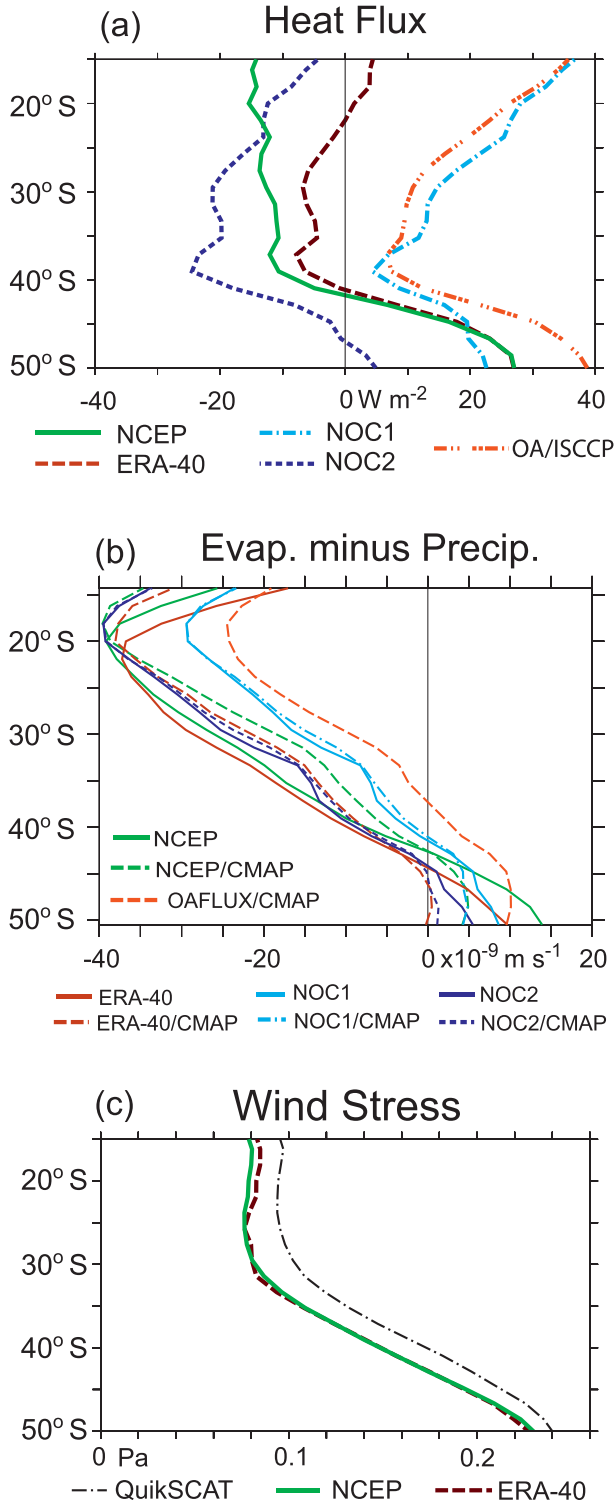 (a) Heat Flux
20° S
30° S
40° S
50° S
-40 -20 0 W m-2 20 40
NCEP NOC1 OA/ISCCP
ERA-40 NOC2
(b) Evap. minus Precip.
20° S
30° S
40° S
50° S
NCEP
NCEP/CMAP
OAFLUX/CMAP
-40 -20 0 x10-9 m s-1 20
ERA-40 NOC1 NOC2
ERA-40/CMAP NOC1/CMAP NOC2/CMAP
(c) Wind Stress
20° S
30° S
40° S
50° S
0 Pa 0.1 0.2
QuikSCAT NCEP ERA-40